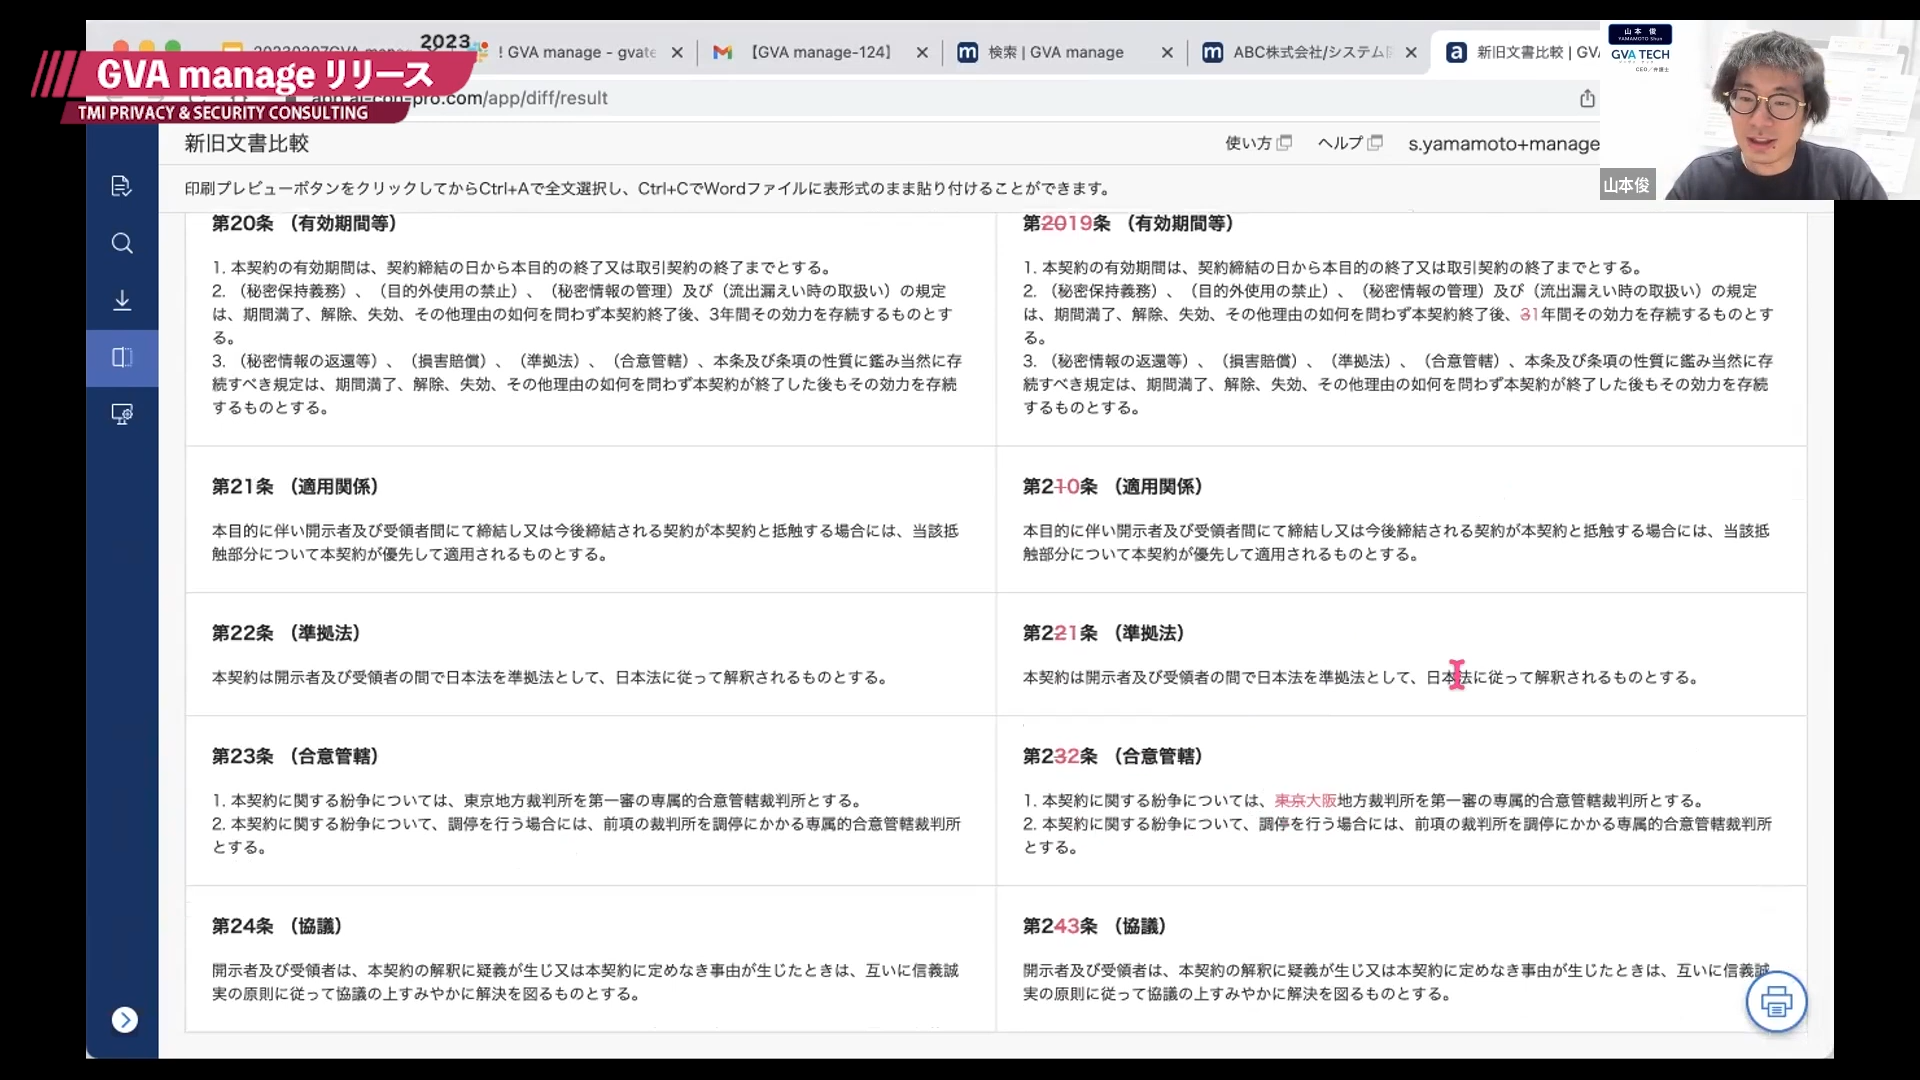 2023
GVA manage リリース
TMI PRIVACY & SECURITY CONSULTING
! GVA manage - gvate
【GVA manage-124】
検索 | GVA manage
ABC株式会社/システム
新旧文書比較 | GV
app.ai-con-pro.com/app/diff/result
山本 俊
YAMAMOTO Shun
GVA TECH
CEO/弁護士
山本俊
新旧文書比較
使い方
ヘルプ
s.yamamoto+manage
印刷プレビューボタンをクリックしてからCtrl+Aで全文選択し、Ctrl+CでWordファイルに表形式のまま貼り付けることができます。
第20条 （有効期間等）
1. 本契約の有効期間は、契約締結の日から本目的の終了又は取引契約の終了までとする。
2. （秘密保持義務）、（目的外使用の禁止）、（秘密情報の管理）及び（流出漏えい時の取扱い）の規定
は、期間満了、解除、失効、その他理由の如何を問わず本契約終了後、3年間その効力を存続するものとす
る。
3. （秘密情報の返還等）、（損害賠償）、（準拠法）、（合意管轄）、本条及び条項の性質に鑑み当然に存
続すべき規定は、期間満了、解除、失効、その他理由の如何を問わず本契約が終了した後もその効力を存続
するものとする。
第2019条 （有効期間等）
1. 本契約の有効期間は、契約締結の日から本目的の終了又は取引契約の終了までとする。
2. （秘密保持義務）、（目的外使用の禁止）、（秘密情報の管理）及び（流出漏えい時の取扱い）の規定
は、期間満了、解除、失効、その他理由の如何を問わず本契約終了後、31年間その効力を存続するものとす
る。
3. （秘密情報の返還等）、（損害賠償）、（準拠法）、（合意管轄）、本条及び条項の性質に鑑み当然に存
続すべき規定は、期間満了、解除、失効、その他理由の如何を問わず本契約が終了した後もその効力を存続
するものとする。
第21条 （適用関係）
本目的に伴い開示者及び受領者間にて締結し又は今後締結される契約が本契約と抵触する場合には、当該抵
触部分について本契約が優先して適用されるものとする。
第210条 （適用関係）
本目的に伴い開示者及び受領者間にて締結し又は今後締結される契約が本契約と抵触する場合には、当該抵
触部分について本契約が優先して適用されるものとする。
第22条 （準拠法）
本契約は開示者及び受領者の間で日本法を準拠法として、日本法に従って解釈されるものとする。
第221条 （準拠法）
本契約は開示者及び受領者の間で日本法を準拠法として、日本法に従って解釈されるものとする。
第23条 （合意管轄）
1. 本契約に関する紛争については、東京地方裁判所を第一審の専属的合意管轄裁判所とする。
2. 本契約に関する紛争について、調停を行う場合には、前項の裁判所を調停にかかる専属的合意管轄裁判所
とする。
第232条 （合意管轄）
1. 本契約に関する紛争については、東京大阪地方裁判所を第一審の専属的合意管轄裁判所とする。
2. 本契約に関する紛争について、調停を行う場合には、前項の裁判所を調停にかかる専属的合意管轄裁判所
とする。
第24条 （協議）
開示者及び受領者は、本契約の解釈に疑義が生じ又は本契約に定めなき事由が生じたときは、互いに信義誠
実の原則に従って協議の上すみやかに解決を図るものとする。
第243条 （協議）
開示者及び受領者は、本契約の解釈に疑義が生じ又は本契約に定めなき事由が生じたときは、互いに信義誠
実の原則に従って協議の上すみやかに解決を図るものとする。